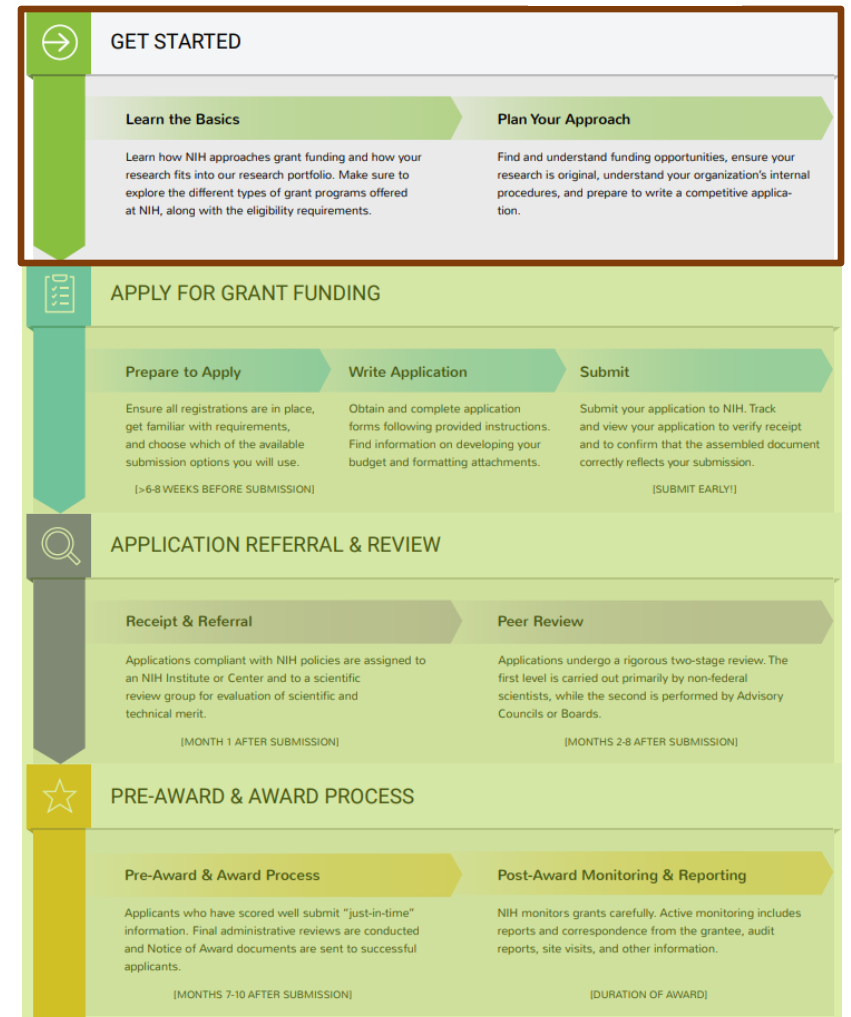 GET STARTED
Learn the Basics
Learn how NIH approaches grant funding and how your
research fits into our research portfolio. Make sure to
explore the different types of grant programs offered
at NIH, along with the eligibility requirements.
Plan Your Approach
Find and understand funding opportunities, ensure your
research is original, understand your organization's internal
procedures, and prepare to write a competitive applica-
tion.
APPLY FOR GRANT FUNDING
Prepare to Apply
Ensure all registrations are in place,
get familiar with requirements,
and choose which of the available
submission options you will use.
[>6-8 WEEKS BEFORE SUBMISSION]
Write Application
Obtain and complete application
forms following provided instructions.
Find information on developing your
budget and formatting attachments.
Submit
Submit your application to NIH. Track
and view your application to verify receipt
and to confirm that the assembled document
correctly reflects your submission.
[SUBMIT EARLY!]
APPLICATION REFERRAL & REVIEW
Receipt & Referral
Applications compliant with NIH policies are assigned to
an NIH Institute or Center and to a scientific
review group for evaluation of scientific and
technical merit.
[MONTH 1 AFTER SUBMISSION]
Peer Review
Applications undergo a rigorous two-stage review. The
first level is carried out primarily by non-federal
scientists, while the second is performed by Advisory
Councils or Boards.
[MONTHS 2-8 AFTER SUBMISSION]
PRE-AWARD & AWARD PROCESS
Pre-Award & Award Process
Applicants who have scored well submit "just-in-time"
information. Final administrative reviews are conducted
and Notice of Award documents are sent to successful
applicants.
[MONTHS 7-10 AFTER SUBMISSION]
Post-Award Monitoring & Reporting
NIH monitors grants carefully. Active monitoring includes
reports and correspondence from the grantee, audit
reports, site visits, and other information.
[DURATION OF AWARD]